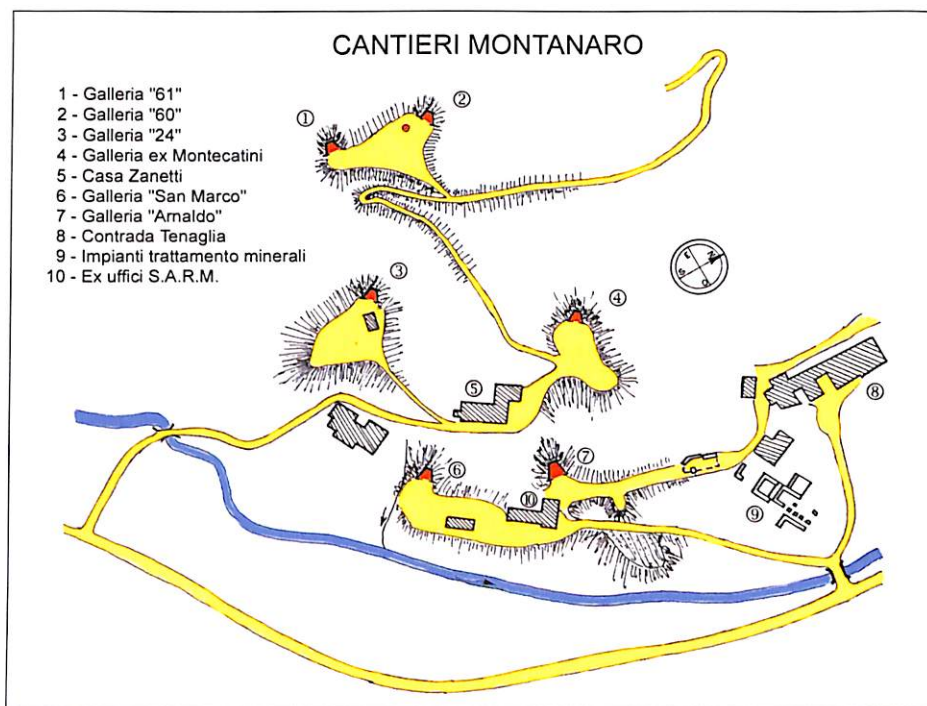 CANTIERI MONTANARO
1 - Galleria "61"
2 - Galleria "60"
3 - Galleria "24"
4 - Galleria ex Montecatini
5 - Casa Zanetti
6 - Galleria "San Marco"
7 - Galleria "Arnaldo"
8 - Contrada Tenaglia
9 - Impianti trattamento minerali
10 - Ex uffici S.A.R.M.
②
①
③
④
N
E
S
O
⑤
⑧
⑥
⑦
⑩
⑨